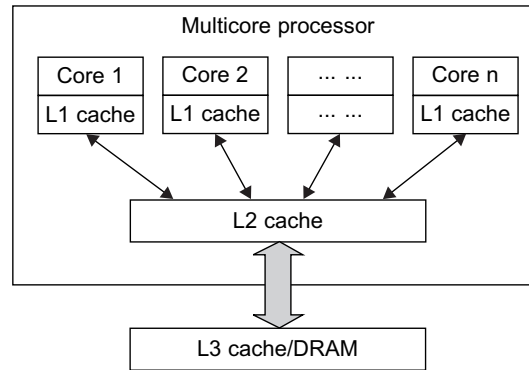 Multicore processor
Core 1
Core 2
... ...
Core n
L1 cache
L1 cache
... ...
L1 cache
L2 cache
L3 cache/DRAM